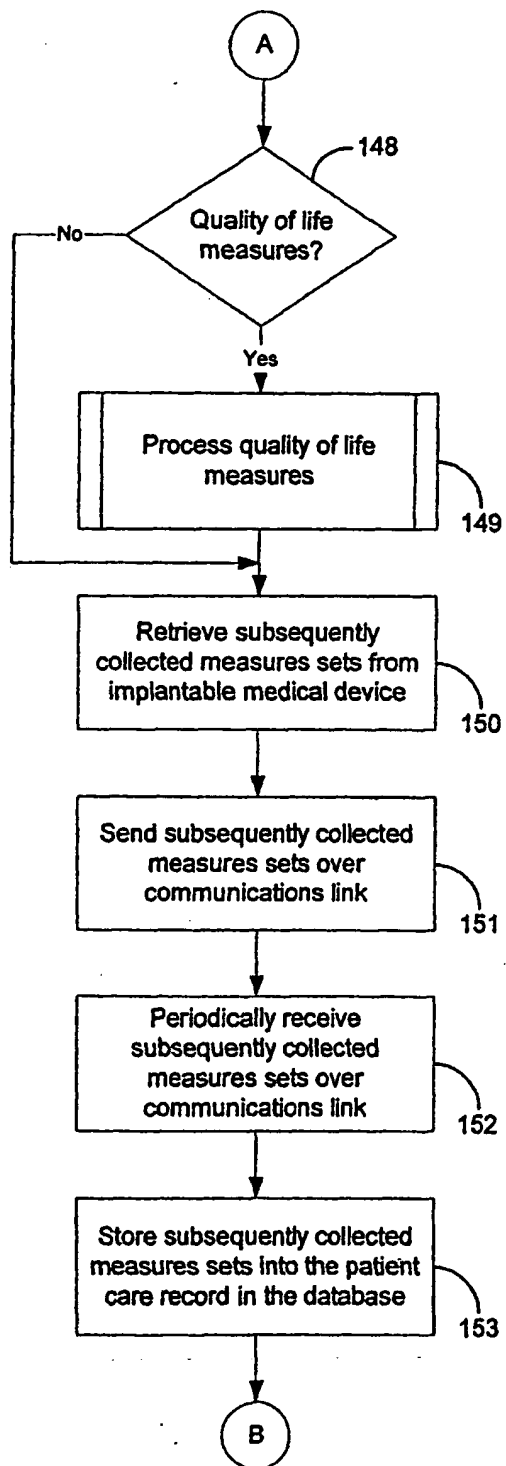 A
148
Quality of life
measures?
No
Yes
Process quality of life
measures
149
Retrieve subsequently
collected measures sets from
implantable medical device
150
Send subsequently collected
measures sets over
communications link
151
Periodically receive
subsequently collected
measures sets over
communications link
152
Store subsequently collected
measures sets into the patient
care record in the database
153
B